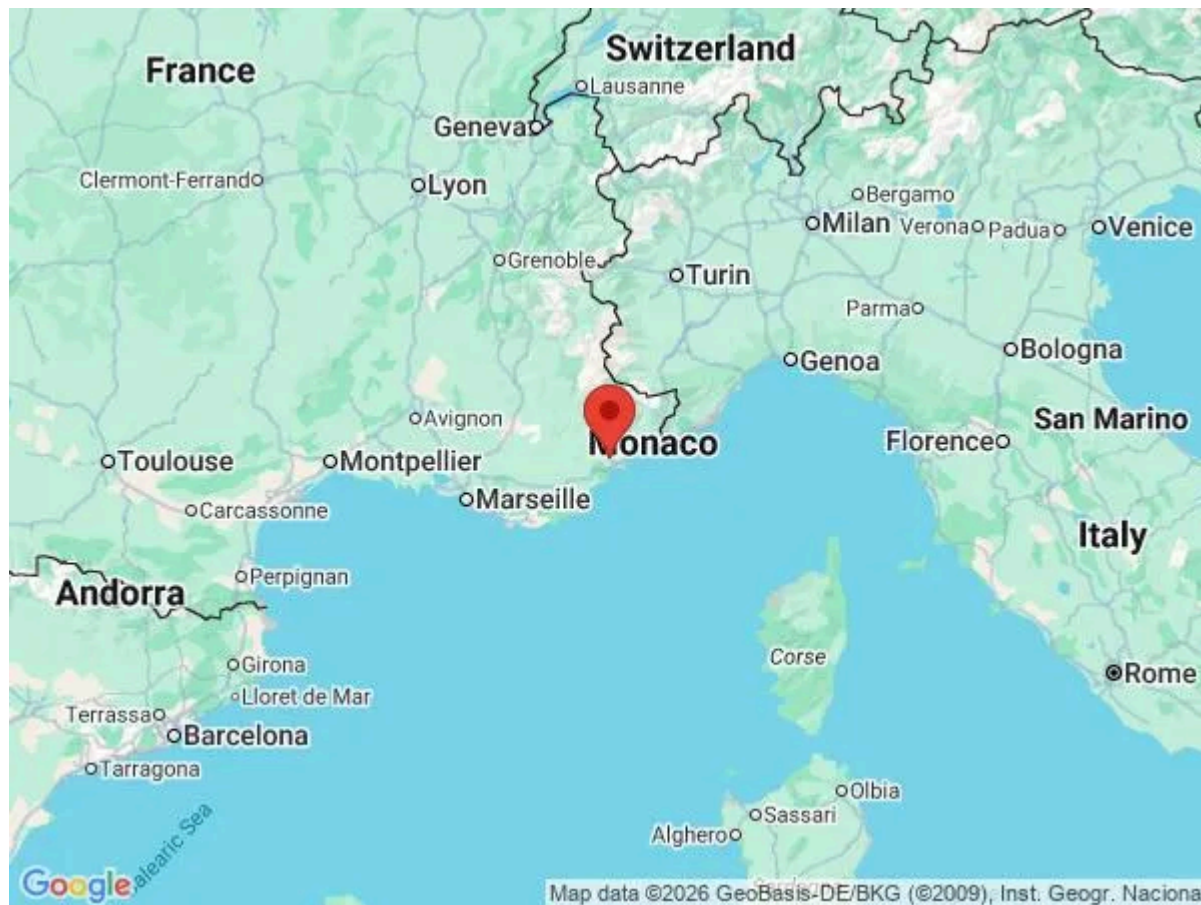 Switzerland
France
Lausanne
Geneva
Clermont-Ferrand
Lyon
Bergamo
Milan
Verona
Padua
Venice
Grenoble
Turin
Parma
Bologna
Genoa
Avignon
San Marino
Monaco
Florence
Toulouse
Montpellier
Marseille
Carcassonne
Italy
Perpignan
Andorra
Corse
Girona
Rome
Lloret de Mar
Terrassa
Barcelona
Tarragona
Olbia
Sassari
Alghero
alearic Sea
Google
Map data ©2026 GeoBasis-DE/BKG (©2009), Inst. Geogr. Naciona